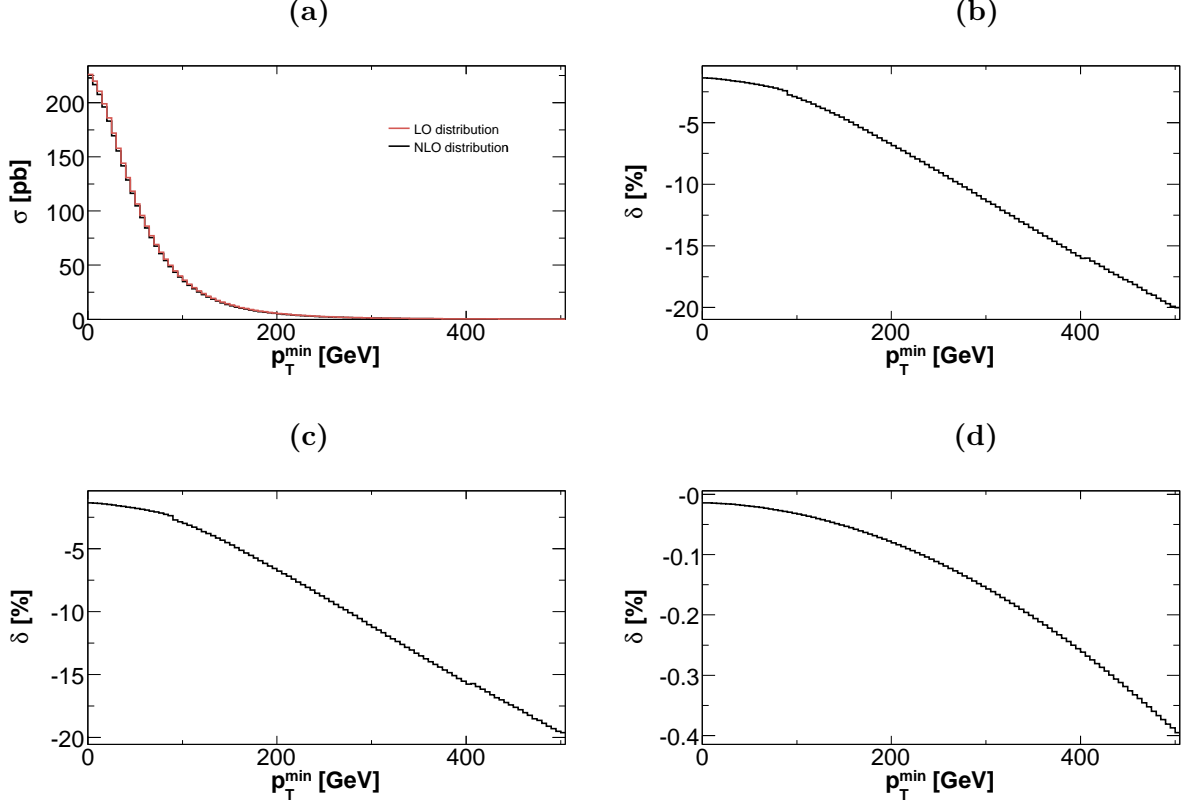 (a)
σ [pb]
200
150
100
50
0
LO distribution
NLO distribution
0 200 400
p_T^min [GeV]
(b)
δ [%]
-5
-10
-15
-20
0 200 400
p_T^min [GeV]
(c)
δ [%]
-5
-10
-15
-20
0 200 400
p_T^min [GeV]
(d)
δ [%]
-0
-0.1
-0.2
-0.3
-0.4
0 200 400
p_T^min [GeV]